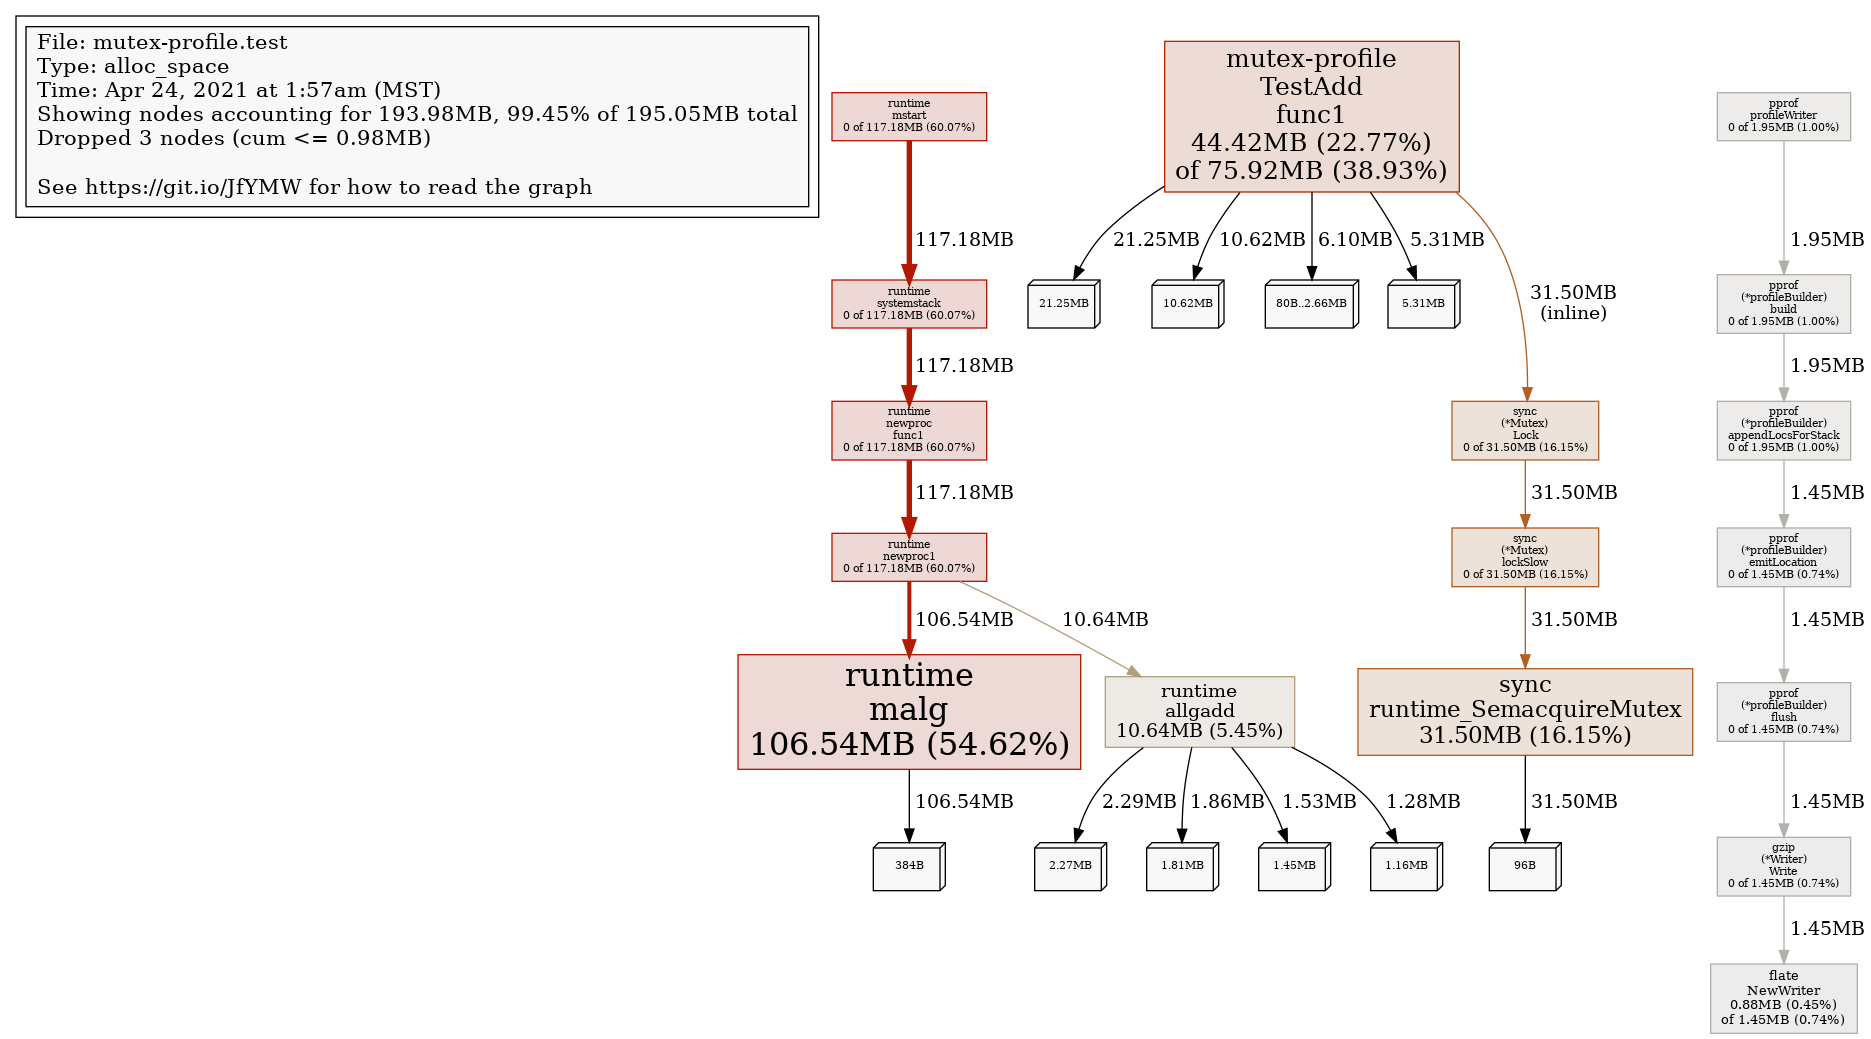 File: mutex-profile.test
Type: alloc_space
Time: Apr 24, 2021 at 1:57am (MST)
Showing nodes accounting for 193.98MB, 99.45% of 195.05MB total
Dropped 3 nodes (cum <= 0.98MB)
See https://git.io/JfYMW for how to read the graph
runtime
mstart
0 of 117.18MB (60.07%)
117.18MB
runtime
systemstack
0 of 117.18MB (60.07%)
117.18MB
runtime
newproc
func1
0 of 117.18MB (60.07%)
117.18MB
runtime
newproc1
0 of 117.18MB (60.07%)
106.54MB
10.64MB
runtime
malg
106.54MB (54.62%)
106.54MB
384B
runtime
allgadd
10.64MB (5.45%)
2.29MB
1.86MB
1.53MB
1.28MB
2.27MB
1.81MB
1.45MB
1.16MB
mutex-profile
TestAdd
func1
44.42MB (22.77%)
of 75.92MB (38.93%)
21.25MB
10.62MB
6.10MB
5.31MB
31.50MB
(inline)
21.25MB
10.62MB
80B..2.66MB
5.31MB
sync
(*Mutex)
Lock
0 of 31.50MB (16.15%)
31.50MB
sync
(*Mutex)
lockSlow
0 of 31.50MB (16.15%)
31.50MB
sync
runtime_SemacquireMutex
31.50MB (16.15%)
31.50MB
96B
pprof
profileWriter
0 of 1.95MB (1.00%)
1.95MB
pprof
(*profileBuilder)
build
0 of 1.95MB (1.00%)
1.95MB
pprof
(*profileBuilder)
appendLocsForStack
0 of 1.95MB (1.00%)
1.45MB
pprof
(*profileBuilder)
emitLocation
0 of 1.45MB (0.74%)
1.45MB
pprof
(*profileBuilder)
flush
0 of 1.45MB (0.74%)
1.45MB
gzip
(*Writer)
Write
0 of 1.45MB (0.74%)
1.45MB
flate
NewWriter
0.88MB (0.45%)
of 1.45MB (0.74%)